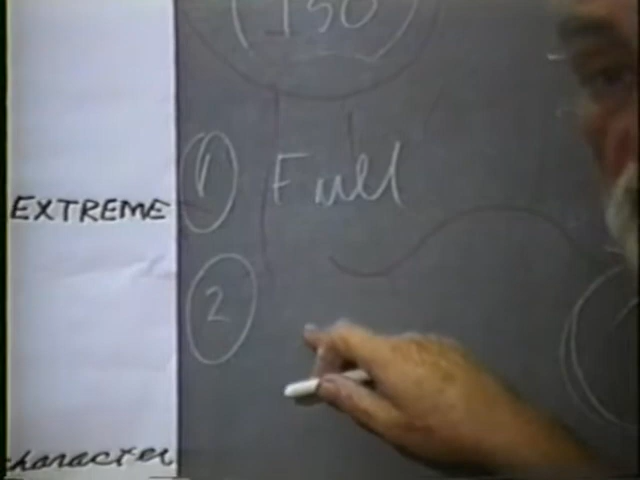 (150)
EXTREME
1 Full
2
character